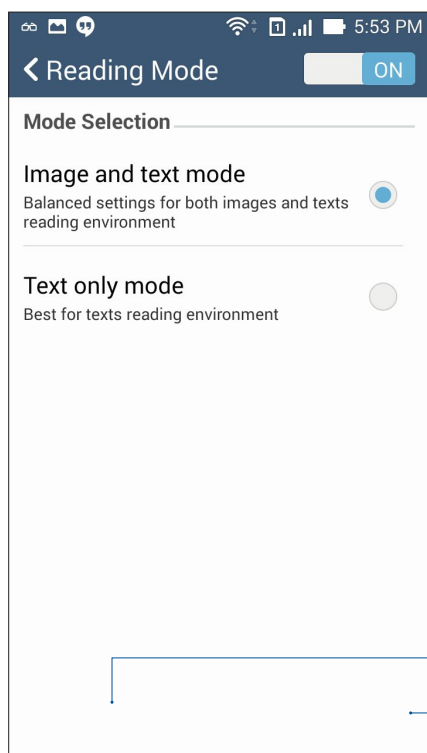 1 5:53 PM
Reading Mode ON
Mode Selection
Image and text mode
Balanced settings for both images and texts
reading environment
Text only mode
Best for texts reading environment